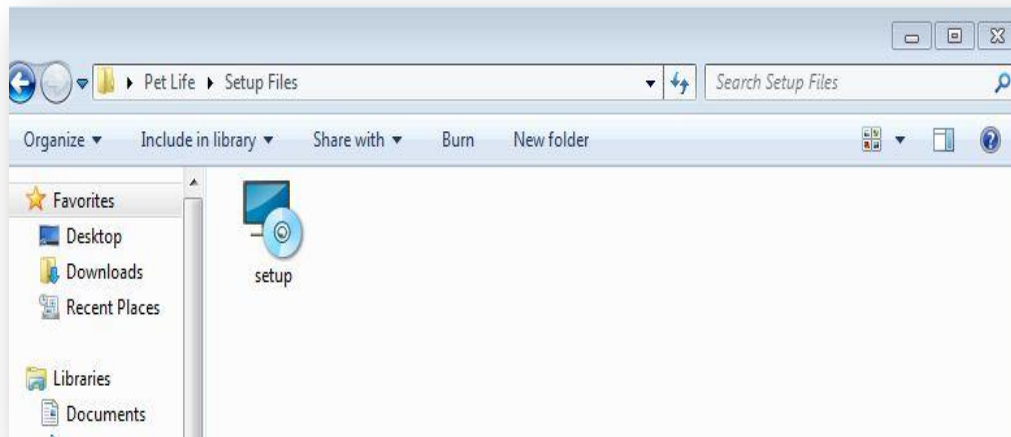 Pet Life Setup Files Search Setup Files
Organize Include in library Share with Burn New folder
Favorites
Desktop
Downloads
Recent Places
Libraries
Documents
setup